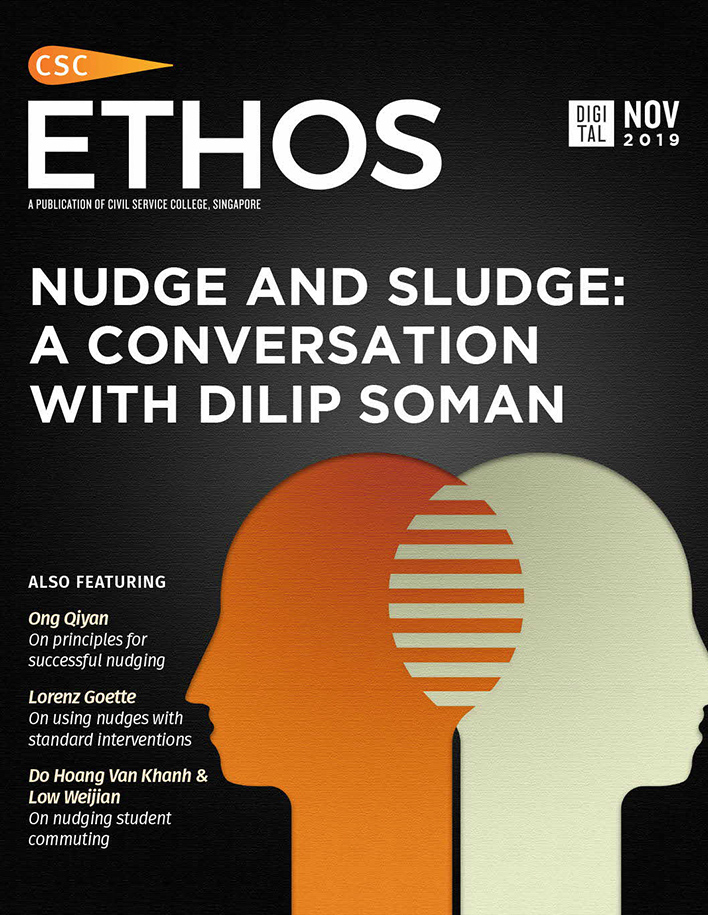 CSC
ETHOS
DIGI
TAL
NOV
2019
A PUBLICATION OF CIVIL SERVICE COLLEGE, SINGAPORE
NUDGE AND SLUDGE:
A CONVERSATION
WITH DILIP SOMAN
ALSO FEATURING
Ong Qiyan
On principles for
successful nudging
Lorenz Goette
On using nudges with
standard interventions
Do Hoang Van Khanh &
Low Weijian
On nudging student
commuting